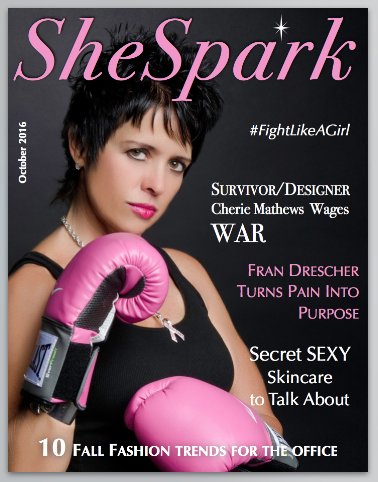 SheSpark
October 2016
#FightLikeAGirl
SURVIVOR/DESIGNER
Cherie Mathews Wages
WAR
FRAN DRESCHER
TURNS PAIN INTO
PURPOSE
Secret SEXY
Skincare
to Talk About
10 FALL FASHION TRENDS FOR THE OFFICE